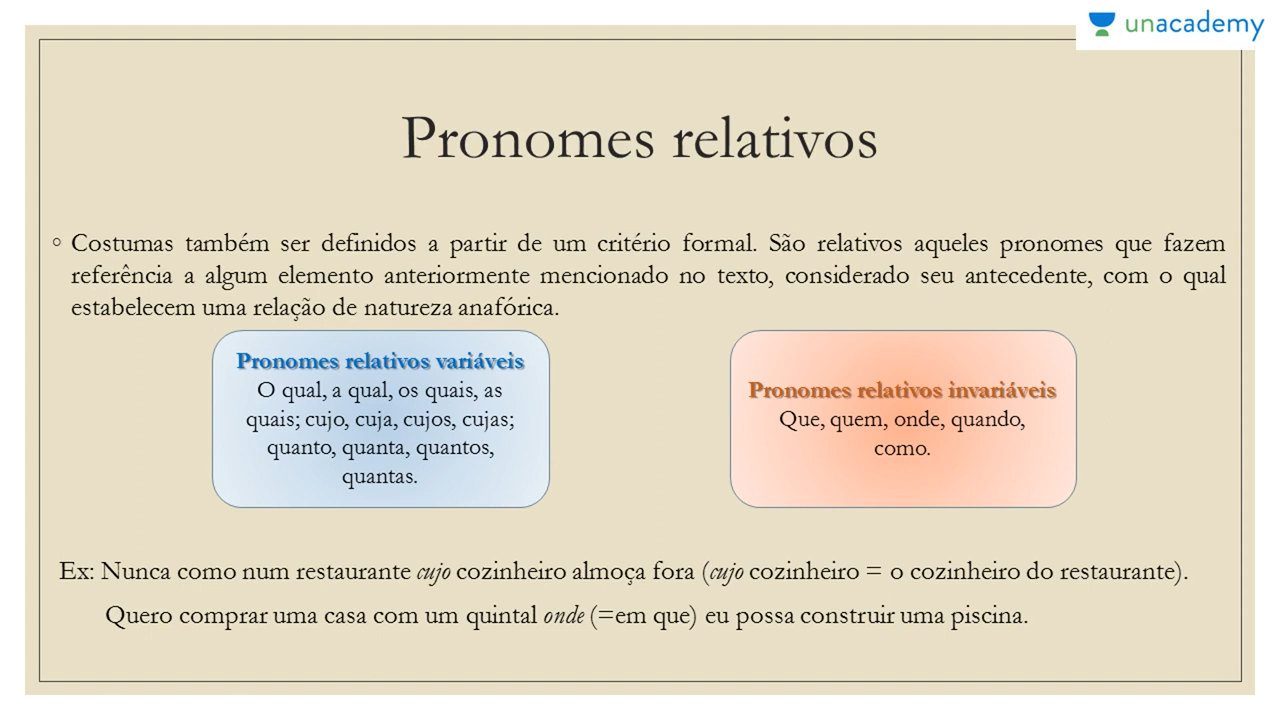 unacademy
Pronomes relativos
◦ Costumas também ser definidos a partir de um critério formal. São relativos aqueles pronomes que fazem
referência a algum elemento anteriormente mencionado no texto, considerado seu antecedente, com o qual
estabelecem uma relação de natureza anafórica.
Pronomes relativos variáveis
O qual, a qual, os quais, as
quais; cujo, cuja, cujos, cujas;
quanto, quanta, quantos,
quantas.
Pronomes relativos invariáveis
Que, quem, onde, quando,
como.
Ex: Nunca como num restaurante cujo cozinheiro almoça fora (cujo cozinheiro = o cozinheiro do restaurante).
Quero comprar uma casa com um quintal onde (=em que) eu possa construir uma piscina.